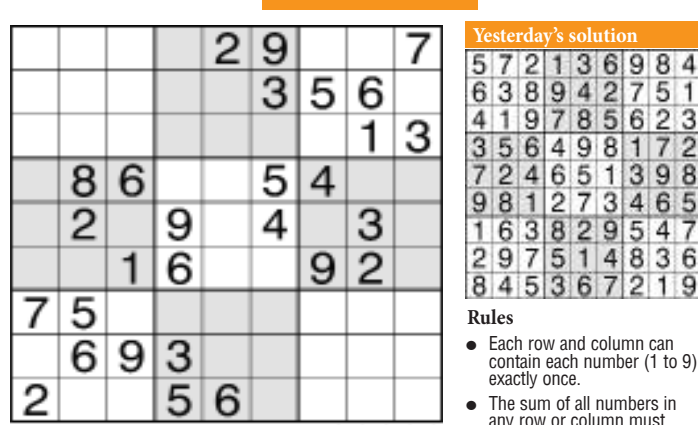 2 9 7
3 5 6
1 3
8 6 5 4
2 9 4 3
1 6 9 2
7 5
6 9 3
2 5 6
Yesterday's solution
5 7 2 1 3 6 9 8 4
6 3 8 9 4 2 7 5 1
4 1 9 7 8 5 6 2 3
3 5 6 4 9 8 1 7 2
7 2 4 6 5 1 3 9 8
9 8 1 2 7 3 4 6 5
1 6 3 8 2 9 5 4 7
2 9 7 5 1 4 8 3 6
8 4 5 3 6 7 2 1 9
Rules
● Each row and column can
contain each number (1 to 9)
exactly once.
● The sum of all numbers in
any row or column must